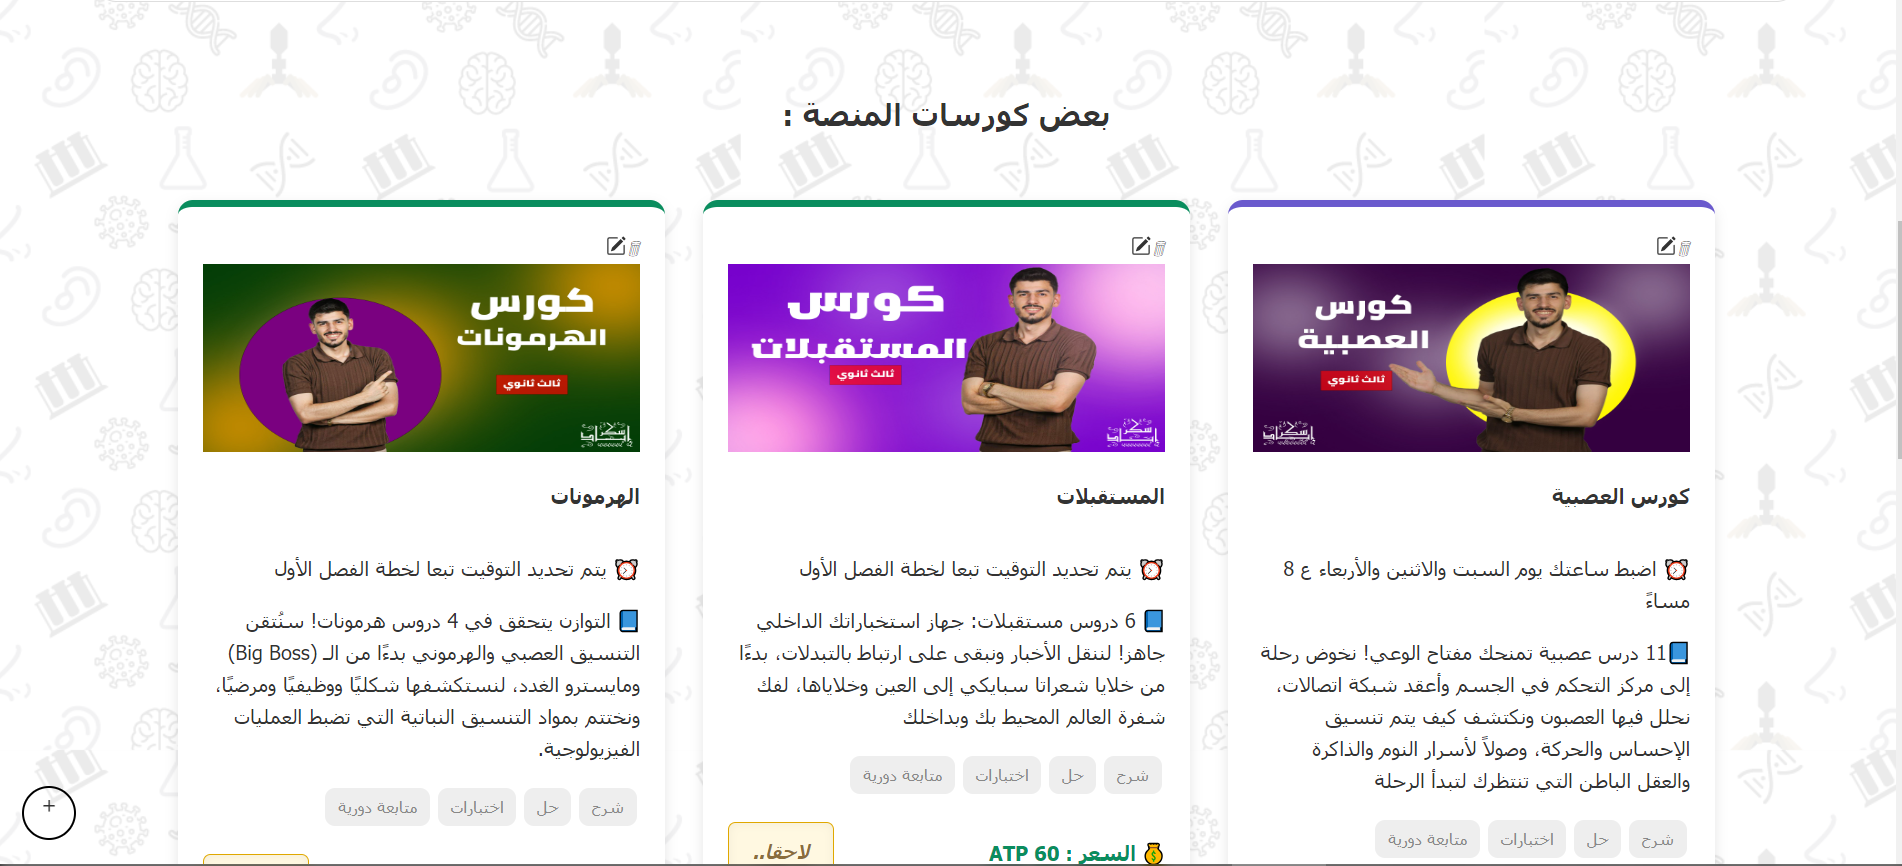 بعض كورسات المنصة :
كورس
العصبية
ثالث ثانوي
كورس العصبية
⏰ اضبط ساعتك يوم السبت والاثنين والأربعاء ع 8
مساءً
📘11 درس عصبية تمنحك مفتاح الوعي! نخوض رحلة
إلى مركز التحكم في الجسم وأعقد شبكة اتصالات،
نحلل فيها العصبون ونكتشف كيف يتم تنسيق
الإحساس والحركة، وصولاً لأسرار النوم والذاكرة
والعقل الباطن التي تنتظرك لتبدأ الرحلة
شرح حل اختبارات متابعة دورية
كورس
المستقبلات
ثالث ثانوي
المستقبلات
⏰ يتم تحديد التوقيت تبعا لخطة الفصل الأول
📘 6 دروس مستقبلات: جهاز استخباراتك الداخلي
جاهز! لننقل الأخبار ونبقى على ارتباط بالتبدلات، بدءًا
من خلايا شعراتا سبايكي إلى العين وخلاياها، لفك
شفرة العالم المحيط بك وبداخلك
شرح حل اختبارات متابعة دورية
💰 السعر : 60 ATP
لاحقا..
كورس
الهرمونات
ثالث ثانوي
الهرمونات
⏰ يتم تحديد التوقيت تبعا لخطة الفصل الأول
📘 التوازن يتحقق في 4 دروس هرمونات! سنُتقن
التنسيق العصبي والهرموني بدءًا من الـ (Big Boss)
ومايسترو الغدد، لنستكشفها شكليًا ووظيفيًا ومرضيًا،
ونختتم بمواد التنسيق النباتية التي تضبط العمليات
الفيزيولوجية.
شرح حل اختبارات متابعة دورية
+